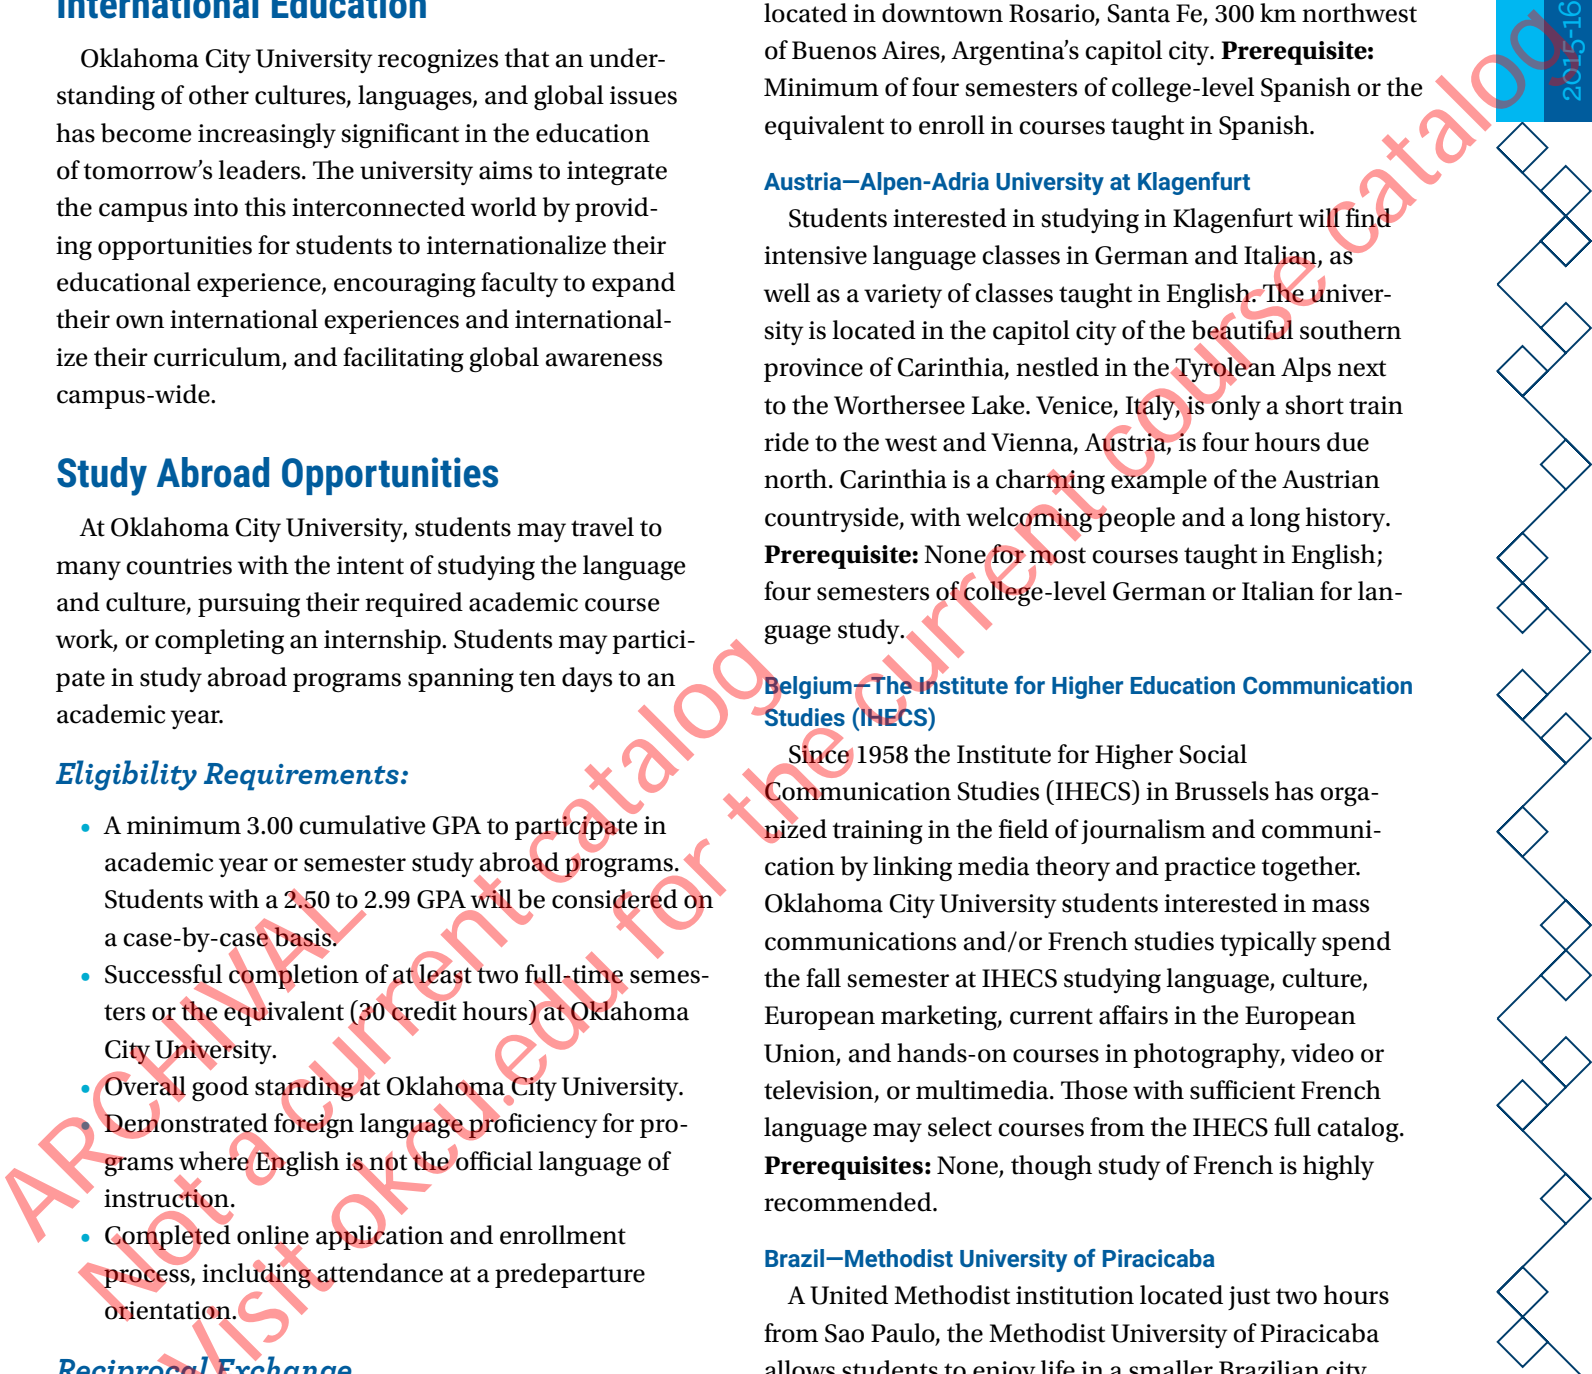 International Education
Oklahoma City University recognizes that an under-
standing of other cultures, languages, and global issues
has become increasingly significant in the education
of tomorrow's leaders. The university aims to integrate
the campus into this interconnected world by provid-
ing opportunities for students to internationalize their
educational experience, encouraging faculty to expand
their own international experiences and international-
ize their curriculum, and facilitating global awareness
campus-wide.
Study Abroad Opportunities
At Oklahoma City University, students may travel to
many countries with the intent of studying the language
and culture, pursuing their required academic course
work, or completing an internship. Students may partici-
pate in study abroad programs spanning ten days to an
academic year.
Eligibility Requirements:
• A minimum 3.00 cumulative GPA to participate in
academic year or semester study abroad programs.
Students with a 2.50 to 2.99 GPA will be considered on
a case-by-case basis.
• Successful completion of at least two full-time semes-
ters or the equivalent (30 credit hours) at Oklahoma
City University.
• Overall good standing at Oklahoma City University.
• Demonstrated foreign language proficiency for pro-
grams where English is not the official language of
instruction.
• Completed online application and enrollment
process, including attendance at a predeparture
orientation.
Reciprocal Exchange
located in downtown Rosario, Santa Fe, 300 km northwest
of Buenos Aires, Argentina's capitol city. Prerequisite:
Minimum of four semesters of college-level Spanish or the
equivalent to enroll in courses taught in Spanish.
Austria—Alpen-Adria University at Klagenfurt
Students interested in studying in Klagenfurt will find
intensive language classes in German and Italian, as
well as a variety of classes taught in English. The univer-
sity is located in the capitol city of the beautiful southern
province of Carinthia, nestled in the Tyrolean Alps next
to the Worthersee Lake. Venice, Italy, is only a short train
ride to the west and Vienna, Austria, is four hours due
north. Carinthia is a charming example of the Austrian
countryside, with welcoming people and a long history.
Prerequisite: None for most courses taught in English;
four semesters of college-level German or Italian for lan-
guage study.
Belgium—The Institute for Higher Education Communication
Studies (IHECS)
Since 1958 the Institute for Higher Social
Communication Studies (IHECS) in Brussels has orga-
nized training in the field of journalism and communi-
cation by linking media theory and practice together.
Oklahoma City University students interested in mass
communications and/or French studies typically spend
the fall semester at IHECS studying language, culture,
European marketing, current affairs in the European
Union, and hands-on courses in photography, video or
television, or multimedia. Those with sufficient French
language may select courses from the IHECS full catalog.
Prerequisites: None, though study of French is highly
recommended.
Brazil—Methodist University of Piracicaba
A United Methodist institution located just two hours
from Sao Paulo, the Methodist University of Piracicaba
allows students to enjoy life in a smaller Brazilian city
2015-16
ARCHIVAL
Not a current catalog
Visit okcu.edu for the current course catalog